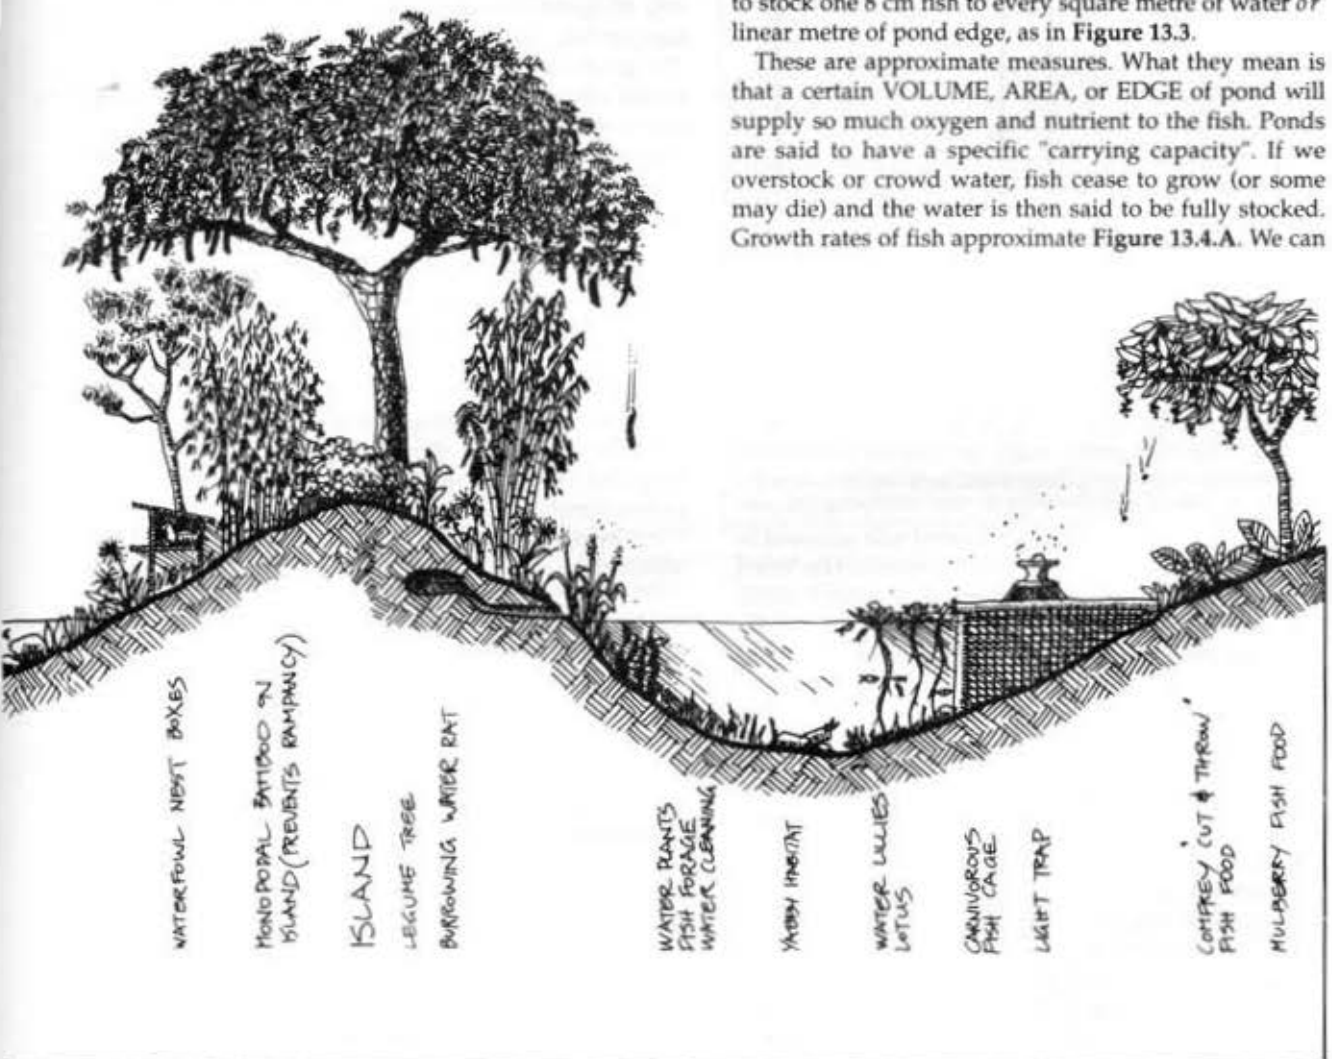 to stock one 8 cm fish to every square metre of water or
linear metre of pond edge, as in Figure 13.3.
These are approximate measures. What they mean is
that a certain VOLUME, AREA, or EDGE of pond will
supply so much oxygen and nutrient to the fish. Ponds
are said to have a specific "carrying capacity". If we
overstock or crowd water, fish cease to grow (or some
may die) and the water is then said to be fully stocked.
Growth rates of fish approximate Figure 13.4.A. We can
WATERFOWL NEST BOXES
MONOPODAL BAMBOO ON
ISLAND (PREVENTS RAMPANCY)
ISLAND
LEGUME TREE
BURROWING WATER RAT
WATER PLANTS
FISH FORAGE
WATER CLEANING
YABBY HABITAT
WATER LILLIES
LOTUS
CARNIVOROUS
FISH CAGE
LIGHT TRAP
COMFREY 'CUT & THROW'
FISH FOOD
MULBERRY FISH FOOD